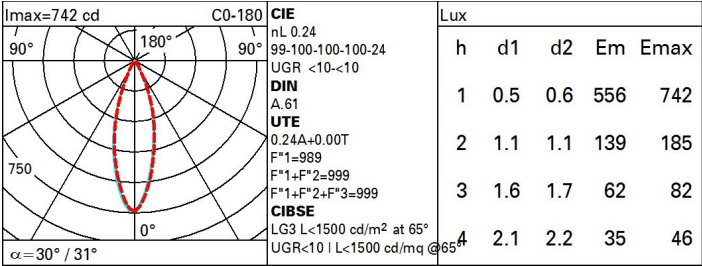 Imax=742 cd C0-180
90° 180° 90°
750
0°
α=30° / 31°
CIE
nL 0.24
99-100-100-100-24
UGR <10-<10
DIN
A.61
UTE
0.24A+0.00T
F"1=989
F"1+F"2=999
F"1+F"2+F"3=999
CIBSE
LG3 L<1500 cd/m² at 65°
UGR<10 | L<1500 cd/mq @65°
Lux
h d1 d2 Em Emax
1 0.5 0.6 556 742
2 1.1 1.1 139 185
3 1.6 1.7 62 82
4 2.1 2.2 35 46